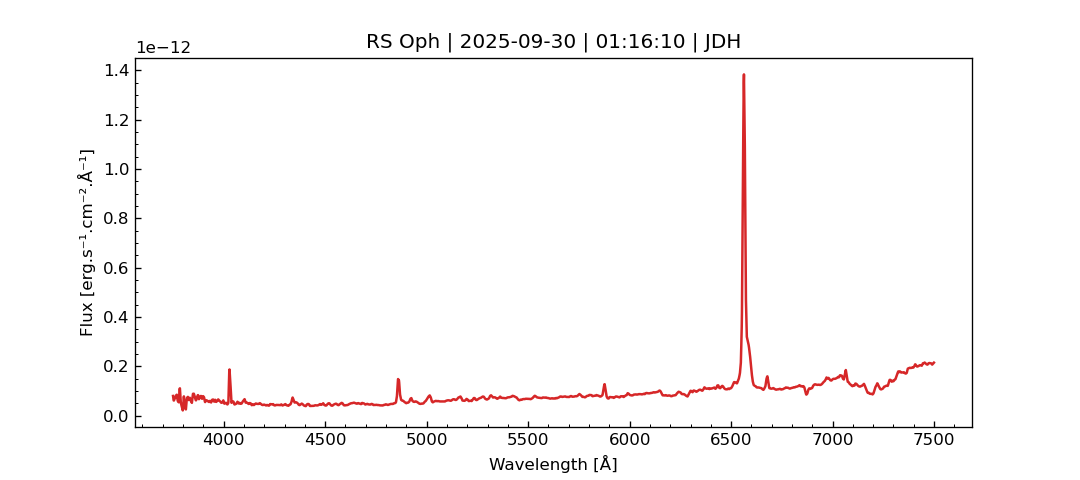 RS Oph | 2025-09-30 | 01:16:10 | JDH
1e−12
1.4
1.2
1.0
0.8
0.6
0.4
0.2
0.0
Flux [erg.s⁻¹.cm⁻².Å⁻¹]
4000 4500 5000 5500 6000 6500 7000 7500
Wavelength [Å]